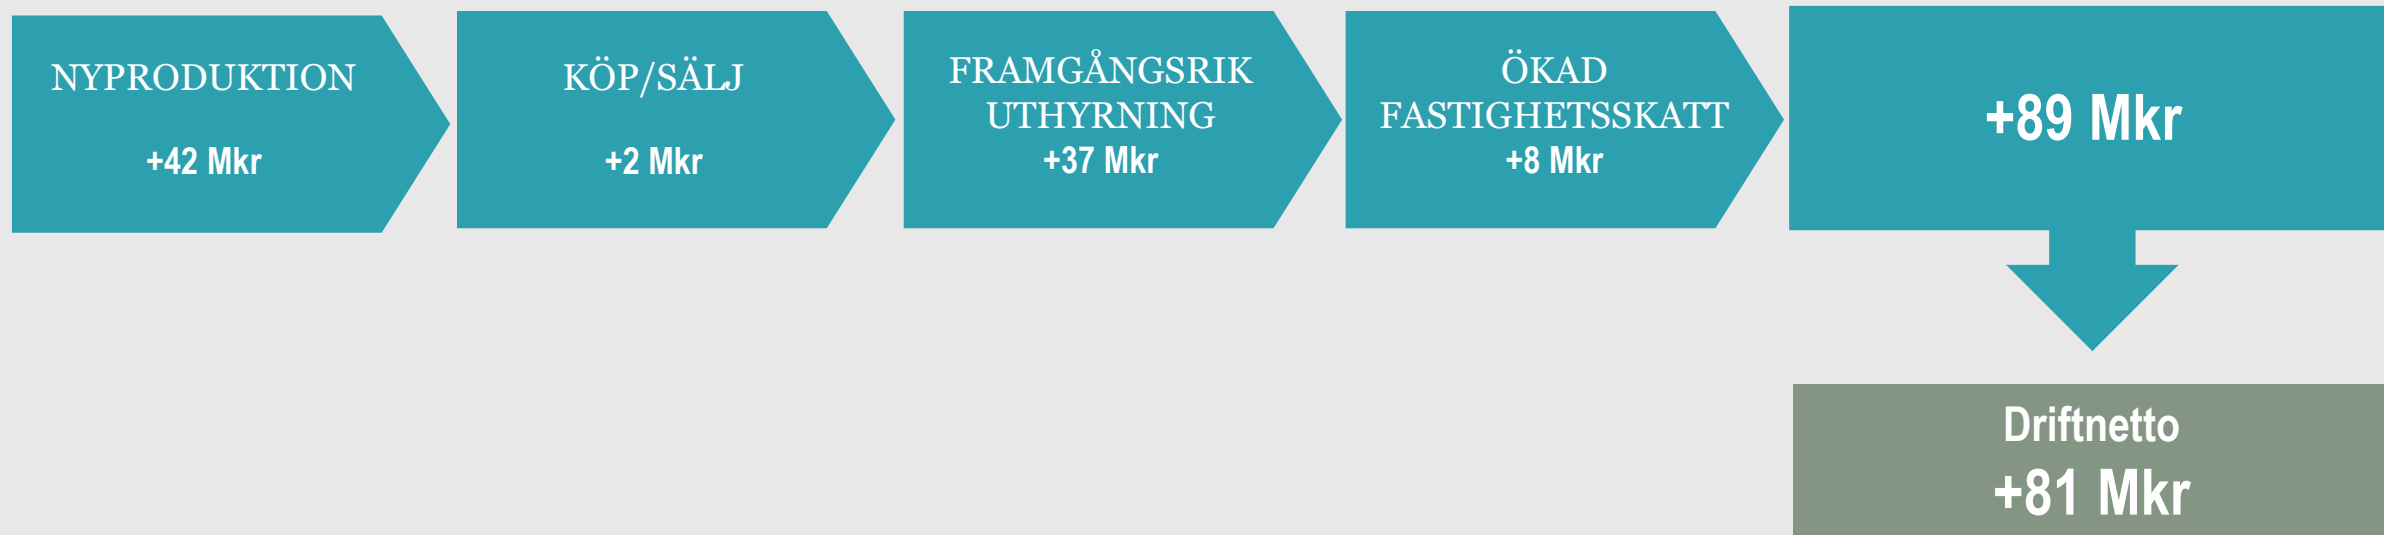 NYPRODUKTION
+42 Mkr
KÖP/SÄLJ
+2 Mkr
FRAMGÅNGSRIK
UTHYRNING
+37 Mkr
ÖKAD
FASTIGHETSSKATT
+8 Mkr
+89 Mkr
Driftnetto
+81 Mkr